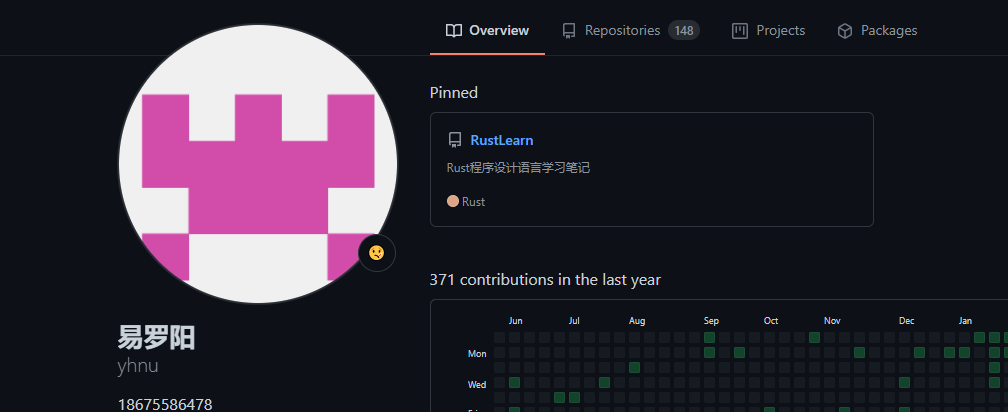 Overview Repositories 148 Projects Packages
Pinned
RustLearn
Rust程序设计语言学习笔记
Rust
371 contributions in the last year
Jun Jul Aug Sep Oct Nov Dec Jan
Mon
Wed
易罗阳
yhnu
18675586478